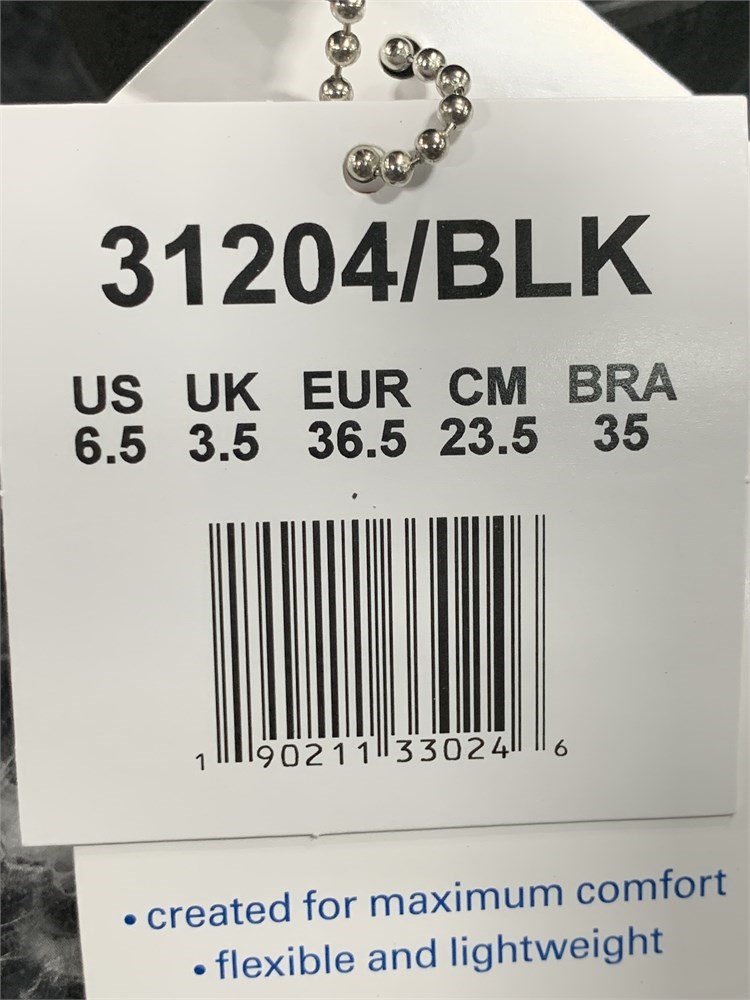 31204/BLK
US UK EUR CM BRA
6.5 3.5 36.5 23.5 35
1 90211 33024 6
• created for maximum comfort
• flexible and lightweight